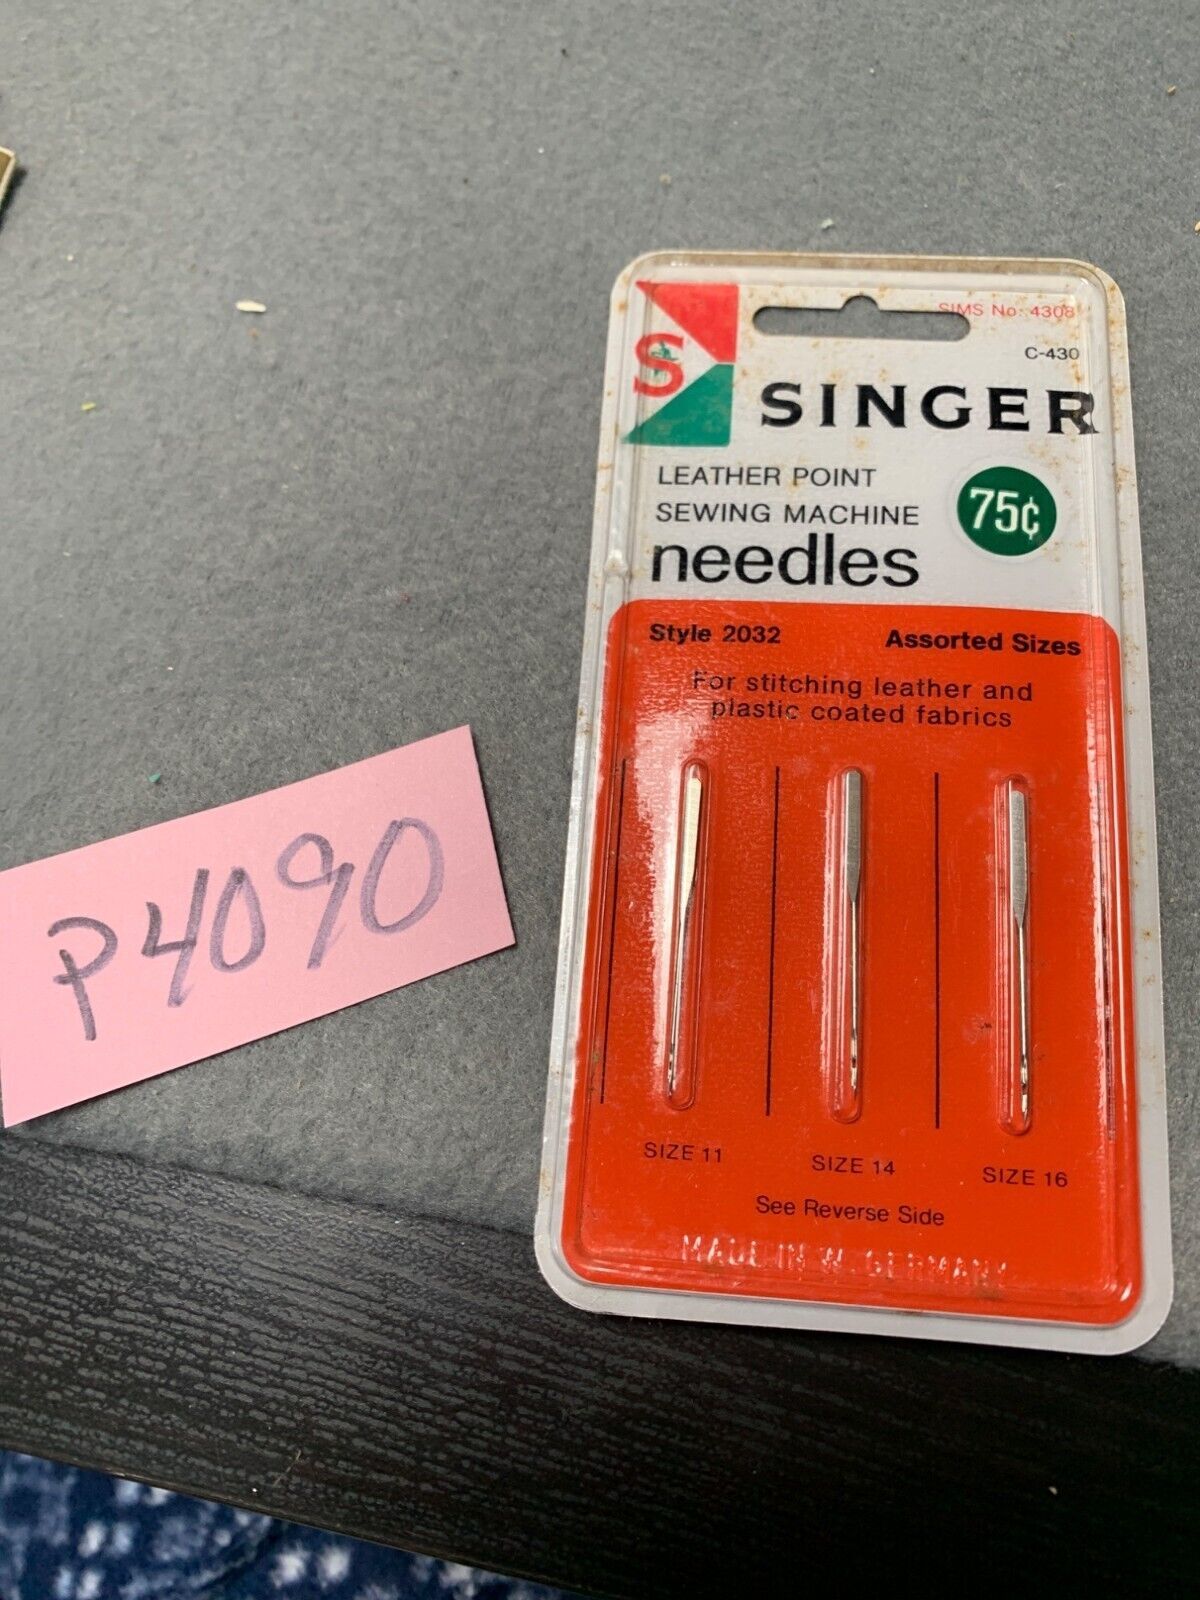 SIMS No. 4308
C-430
S
SINGER
LEATHER POINT
SEWING MACHINE
75¢
needles
Style 2032 Assorted Sizes
For stitching leather and
plastic coated fabrics
SIZE 11 SIZE 14 SIZE 16
See Reverse Side
MADE IN W. GERMANY
P4090